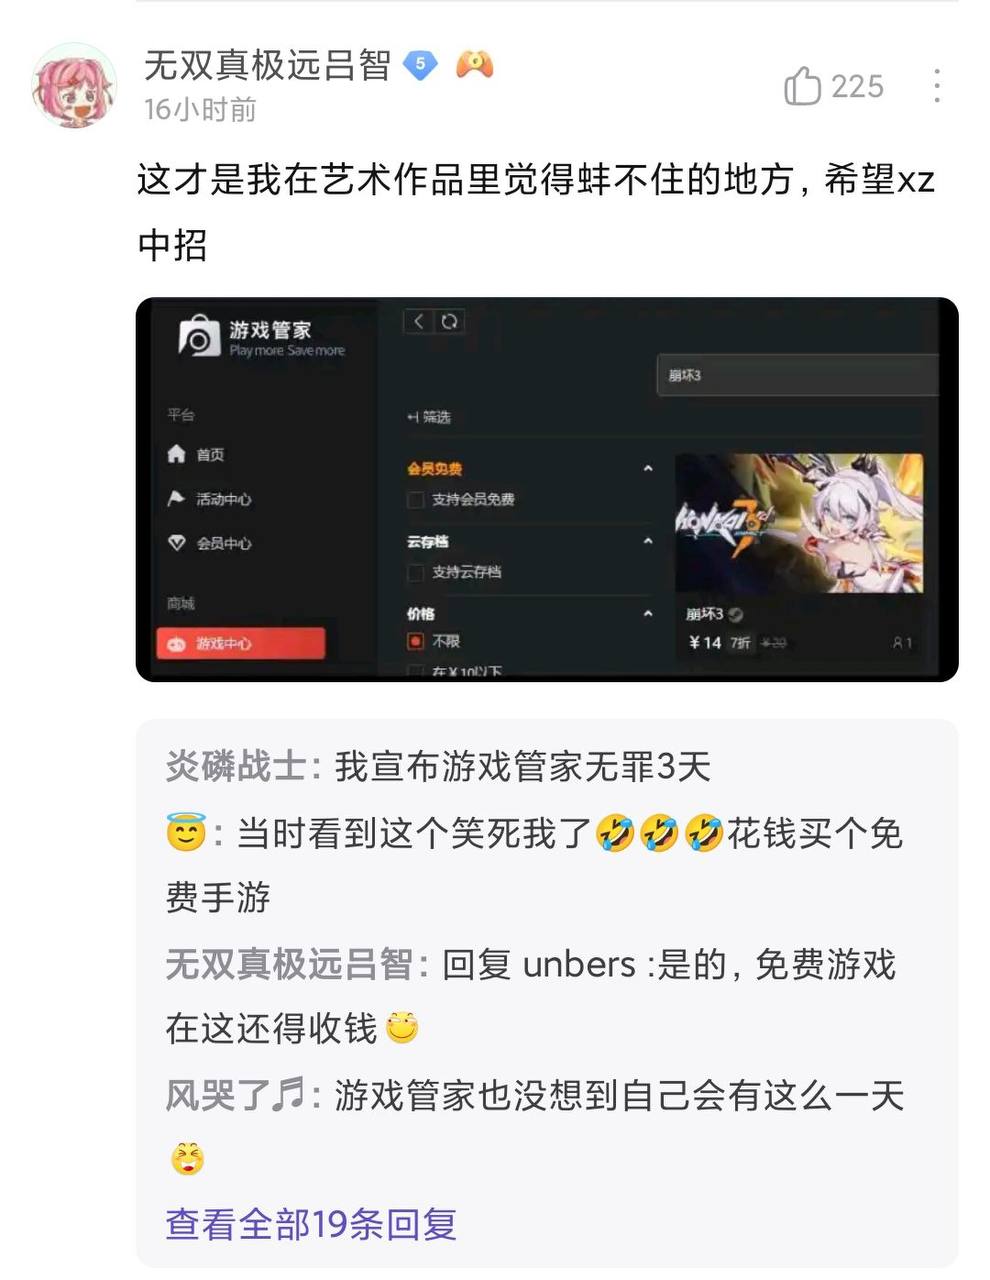 无双真极远吕智 5
16小时前
225
这才是我在艺术作品里觉得蚌不住的地方，希望xz
中招
游戏管家
Play more Save more
崩坏3
平台
筛选
首页
会员免费
活动中心
支持会员免费
会员中心
云存档
支持云存档
HONKAI 3rd
商城
价格
崩坏3
游戏中心
不限
￥14 7折 ￥20
1
在￥10以下
炎磷战士: 我宣布游戏管家无罪3天
😇: 当时看到这个笑死我了🤣🤣🤣花钱买个免
费手游
无双真极远吕智: 回复 unbers :是的，免费游戏
在这还得收钱
风哭了🎵: 游戏管家也没想到自己会有这么一天
查看全部19条回复